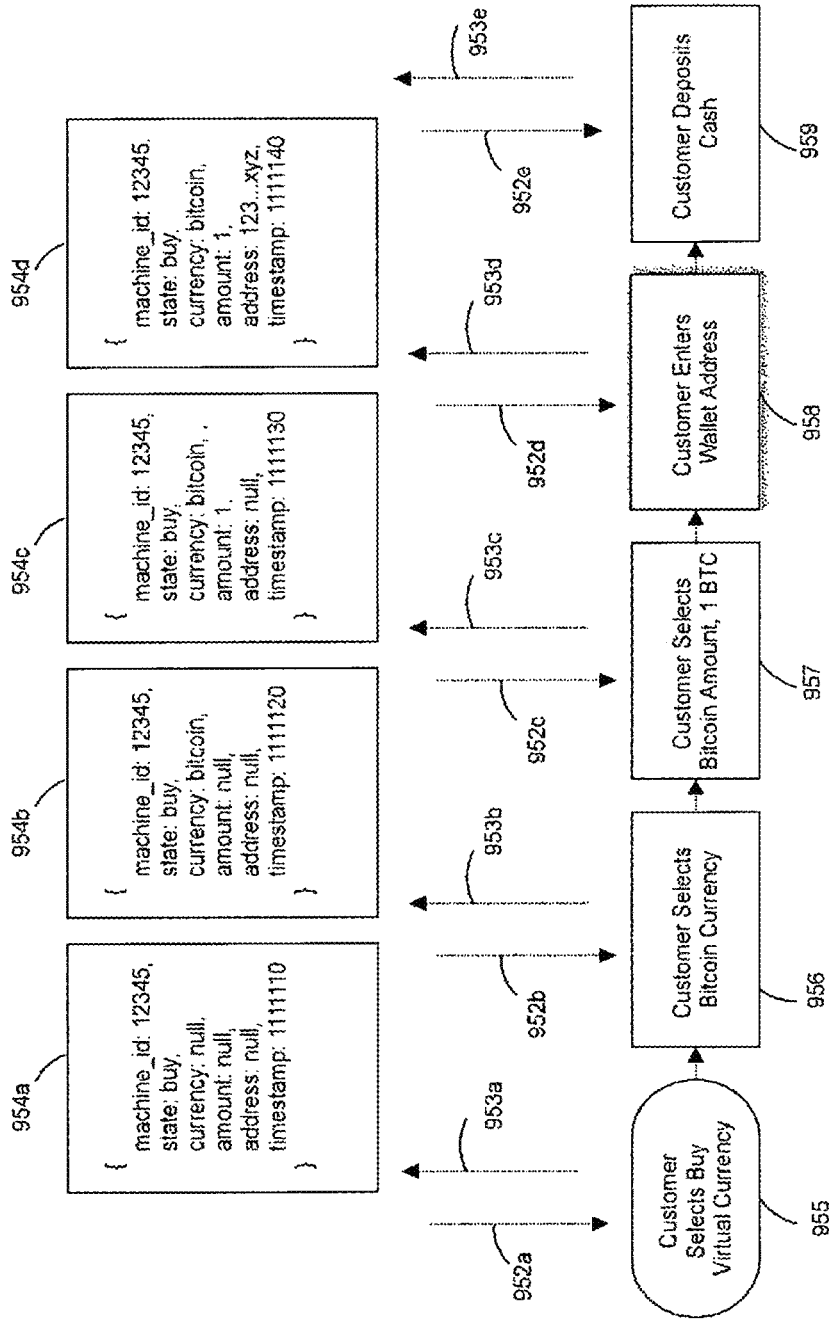 954a
{
machine_id: 12345,
state: buy,
currency: null,
amount: null,
address: null,
timestamp: 1111110
}
954b
{
machine_id: 12345,
state: buy,
currency: bitcoin,
amount: null,
address: null,
timestamp: 1111120
}
954c
{
machine_id: 12345,
state: buy,
currency: bitcoin, ,
amount: 1,
address: null,
timestamp: 1111130
}
954d
{
machine_id: 12345,
state: buy,
currency: bitcoin,
amount: 1,
address: 123...xyz,
timestamp: 1111140
}
952a
953a
952b
953b
952c
953c
952d
953d
952e
953e
Customer
Selects Buy
Virtual Currency
955
Customer Selects
Bitcoin Currency
956
Customer Selects
Bitcoin Amount, 1 BTC
957
Customer Enters
Wallet Address
958
Customer Deposits
Cash
959